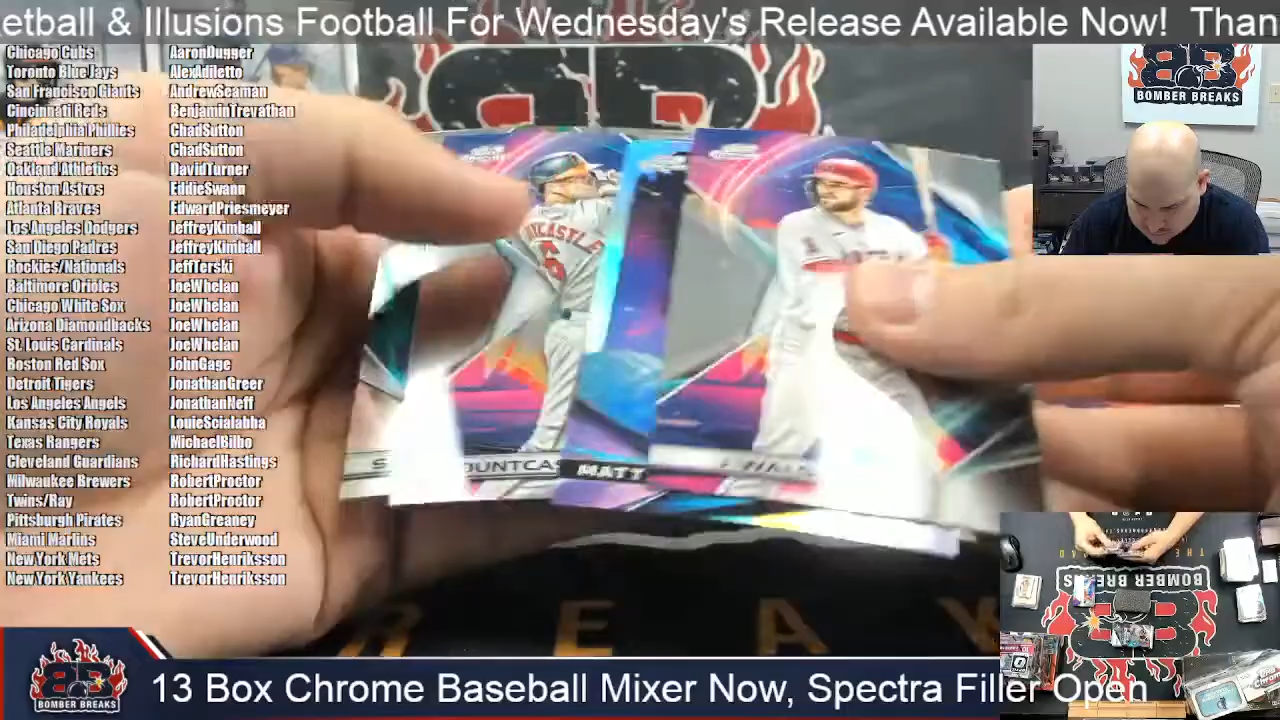 etball & Illusions Football For Wednesday's Release Available Now! Than
Chicago Cubs AaronDugger
Toronto Blue Jays AlexAdiletto
San Francisco Giants AndrewSeaman
Cincinnati Reds BenjaminTrevathan
Philadelphia Phillies ChadSutton
Seattle Mariners ChadSutton
Oakland Athletics DavidTurner
Houston Astros EddieSwann
Atlanta Braves EdwardPriesmeyer
Los Angeles Dodgers JeffreyKimball
San Diego Padres JeffreyKimball
Rockies/Nationals JeffTerski
Baltimore Orioles JoeWhelan
Chicago White Sox JoeWhelan
Arizona Diamondbacks JoeWhelan
St. Louis Cardinals JoeWhelan
Boston Red Sox JohnGage
Detroit Tigers JonathanGreer
Los Angeles Angels JonathanNeff
Kansas City Royals LouieScialabba
Texas Rangers MichaelBilbo
Cleveland Guardians RichardHastings
Milwaukee Brewers RobertProctor
Twins/Ray RobertProctor
Pittsburgh Pirates RyanGreaney
Miami Marlins SteveUnderwood
New York Mets TrevorHenriksson
New York Yankees TrevorHenriksson
BOMBER BREAKS
UNTCASTLE
6
OUNTCAS
MATT
WAL
R E A K
BOMBER BREAKS
BOMBER BREAKS
13 Box Chrome Baseball Mixer Now, Spectra Filler Open